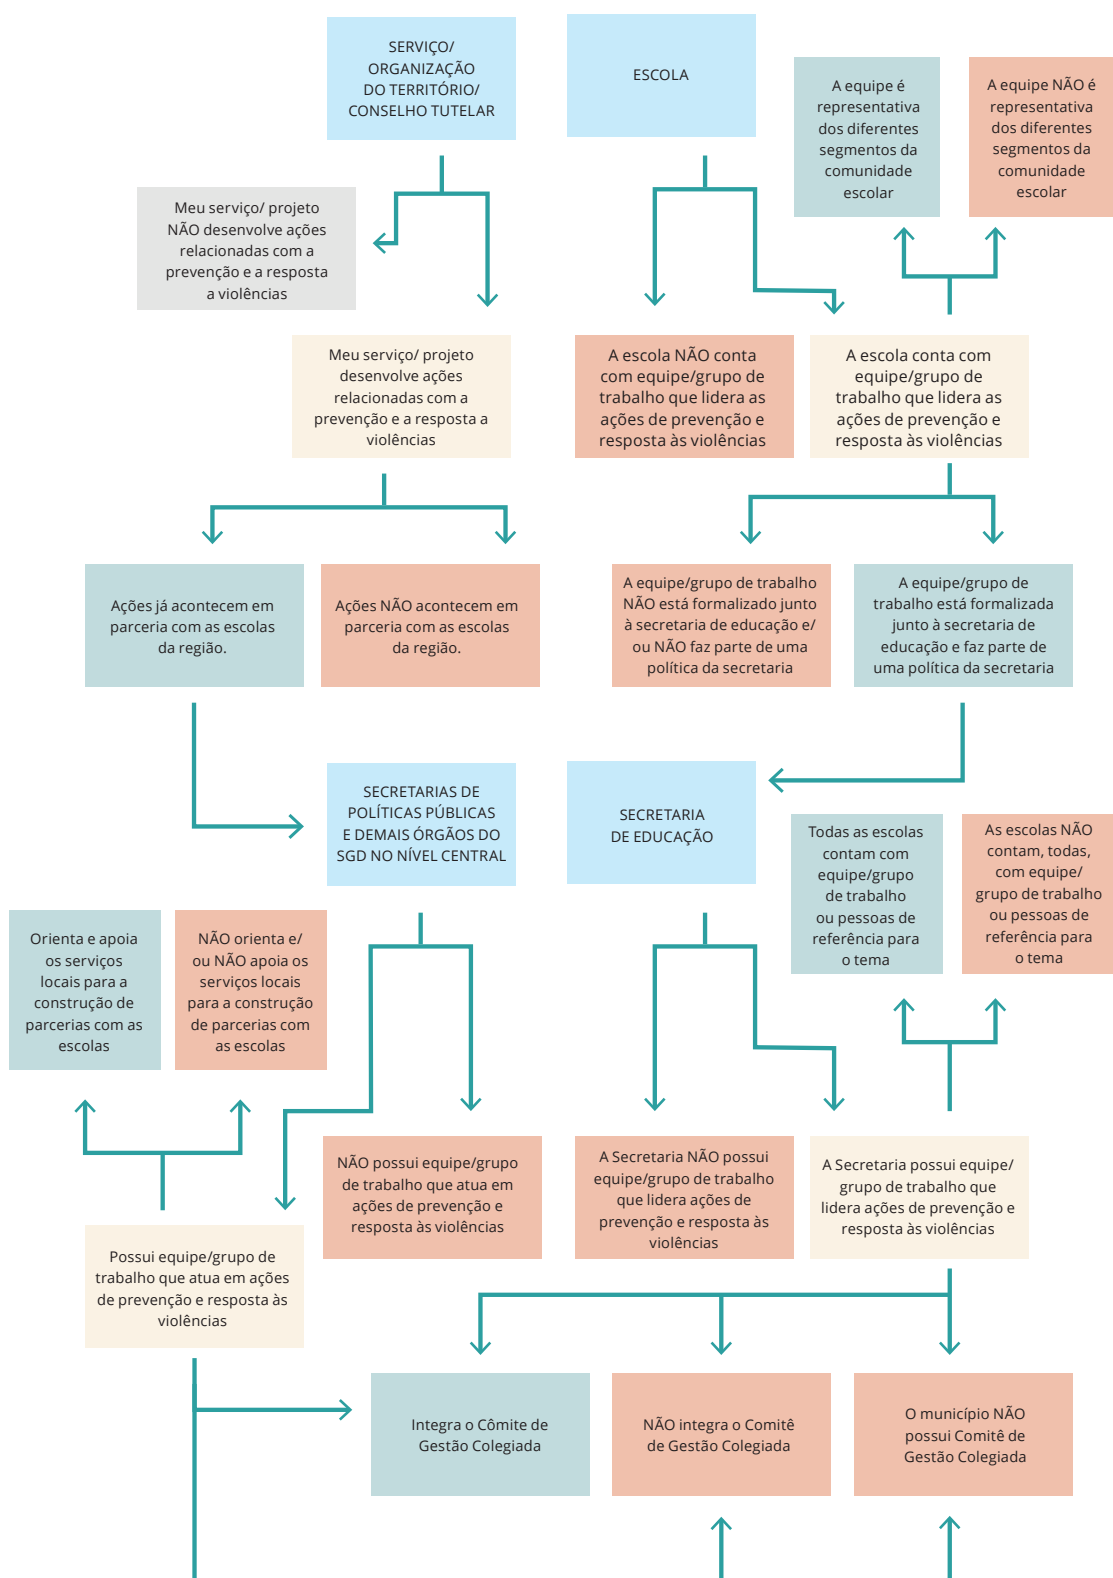 SERVIÇO/
ORGANIZAÇÃO
DO TERRITÓRIO/
CONSELHO TUTELAR
ESCOLA
A equipe é
representativa
dos diferentes
segmentos da
comunidade
escolar
A equipe NÃO é
representativa
dos diferentes
segmentos da
comunidade
escolar
Meu serviço/ projeto
NÃO desenvolve ações
relacionadas com a
prevenção e a resposta
a violências
Meu serviço/ projeto
desenvolve ações
relacionadas com a
prevenção e a resposta a
violências
A escola NÃO conta
com equipe/grupo de
trabalho que lidera as
ações de prevenção e
resposta às violências
A escola conta com
equipe/grupo de
trabalho que lidera as
ações de prevenção e
resposta às violências
Ações já acontecem em
parceria com as escolas
da região.
Ações NÃO acontecem em
parceria com as escolas
da região.
A equipe/grupo de trabalho
NÃO está formalizado junto
à secretaria de educação e/
ou NÃO faz parte de uma
política da secretaria
A equipe/grupo de
trabalho está formalizada
junto à secretaria de
educação e faz parte de
uma política da secretaria
SECRETARIAS DE
POLÍTICAS PÚBLICAS
E DEMAIS ÓRGÃOS DO
SGD NO NÍVEL CENTRAL
SECRETARIA
DE EDUCAÇÃO
Todas as escolas
contam com
equipe/grupo
de trabalho
ou pessoas de
referência para
o tema
As escolas NÃO
contam, todas,
com equipe/
grupo de trabalho
ou pessoas de
referência para
o tema
Orienta e apoia
os serviços
locais para a
construção de
parcerias com as
escolas
NÃO orienta e/
ou NÃO apoia os
serviços locais
para a construção
de parcerias com
as escolas
NÃO possui equipe/grupo
de trabalho que atua em
ações de prevenção e
resposta às violências
A Secretaria NÃO possui
equipe/grupo de trabalho
que lidera ações de
prevenção e resposta às
violências
A Secretaria possui equipe/
grupo de trabalho que
lidera ações de prevenção e
resposta às violências
Possui equipe/grupo de
trabalho que atua em ações
de prevenção e resposta às
violências
Integra o Cômite de
Gestão Colegiada
NÃO integra o Comitê
de Gestão Colegiada
O município NÃO
possui Comitê de
Gestão Colegiada